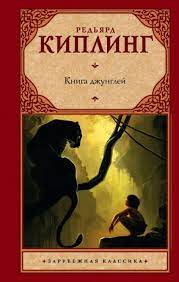 РЕДЬЯРД
КИПЛИНГ
Книга джунглей
ЗАРУБЕЖНАЯ КЛАССИКА